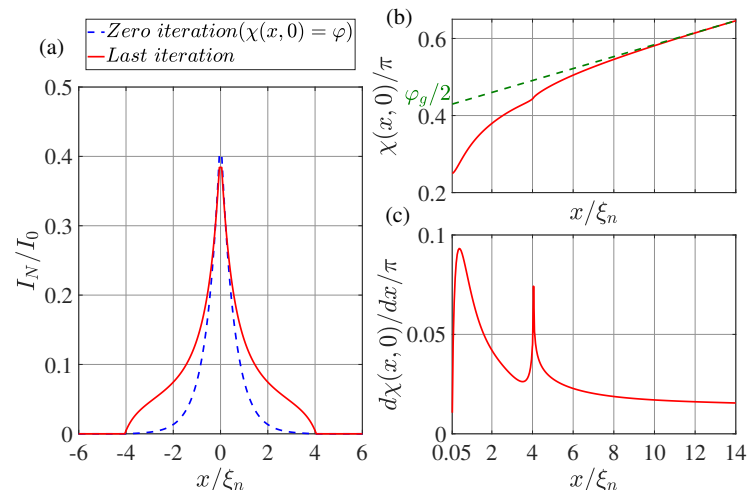 Zero iteration(χ(x, 0) = φ)
Last iteration
(a)
0.5
0.4
0.3
0.2
0.1
0
I_N/I_0
-6 -4 -2 0 2 4 6
x/ξ_n
(b)
0.6
φ_g/2
0.4
0.2
χ(x, 0)/π
x/ξ_n
(c)
0.1
0.05
0
dχ(x, 0)/dx/π
0.05 2 4 6 8 10 12 14
x/ξ_n